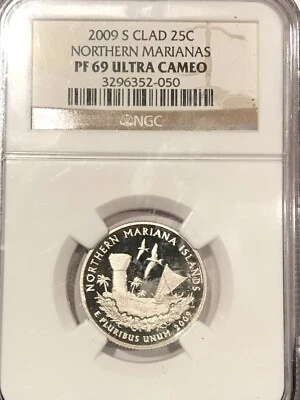 2009 S CLAD 25C
NORTHERN MARIANAS
PF 69 ULTRA CAMEO
3296352-050
NGC
NORTHERN MARIANA ISLANDS
E PLURIBUS UNUM 2009